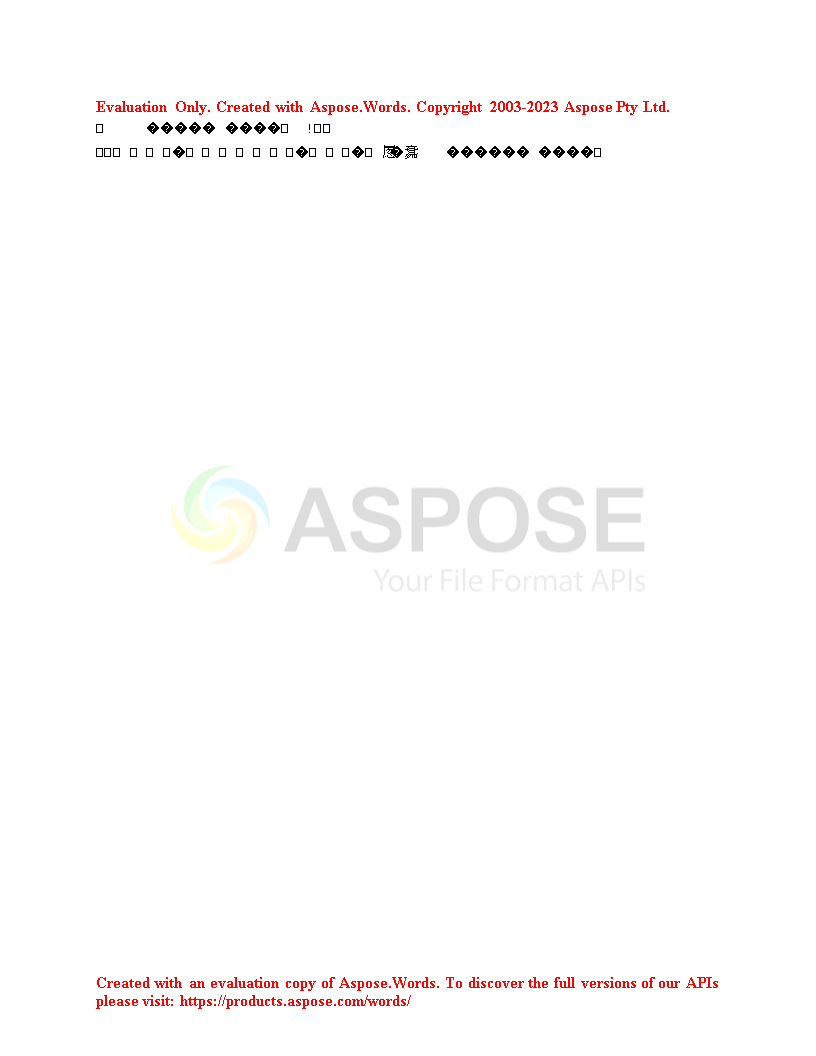 Evaluation Only. Created with Aspose.Words. Copyright 2003-2023 Aspose Pty Ltd.
ASPOSE
Your File Format APIs
Created with an evaluation copy of Aspose.Words. To discover the full versions of our APIs
please visit: https://products.aspose.com/words/